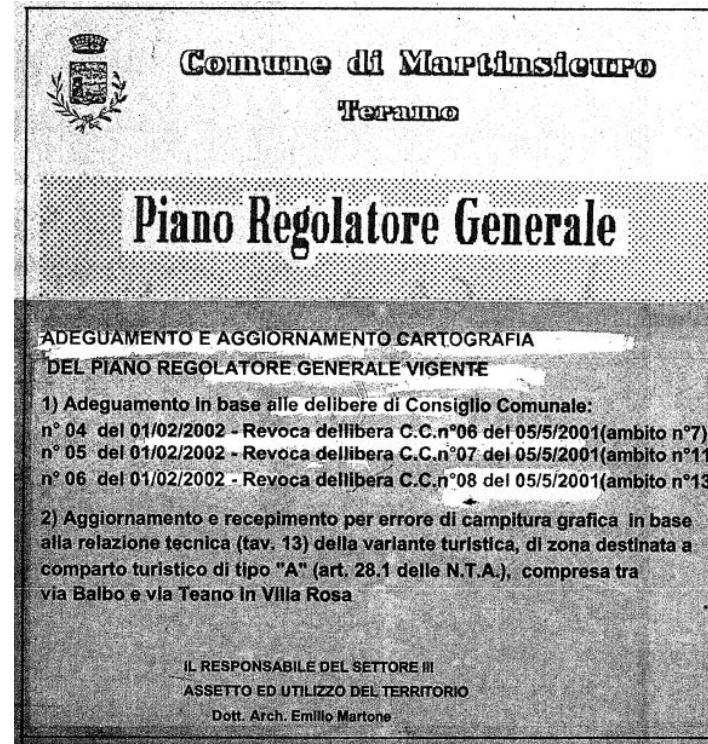 Comune di Martinsicuro
Teramo
Piano Regolatore Generale
ADEGUAMENTO E AGGIORNAMENTO CARTOGRAFIA
DEL PIANO REGOLATORE GENERALE VIGENTE
1) Adeguamento in base alle delibere di Consiglio Comunale:
n° 04 del 01/02/2002 - Revoca dellibera C.C.n°06 del 05/5/2001(ambito n°7)
n° 05 del 01/02/2002 - Revoca dellibera C.C.n°07 del 05/5/2001(ambito n°11
n° 06 del 01/02/2002 - Revoca dellibera C.C.n°08 del 05/5/2001(ambito n°13
2) Aggiornamento e recepimento per errore di campitura grafica in base
alla relazione tecnica (tav. 13) della variante turistica, di zona destinata a
comparto turistico di tipo "A" (art. 28.1 delle N.T.A.), compresa tra
via Balbo e via Teano in Villa Rosa
IL RESPONSABILE DEL SETTORE III
ASSETTO ED UTILIZZO DEL TERRITORIO
Dott. Arch. Emilio Martone